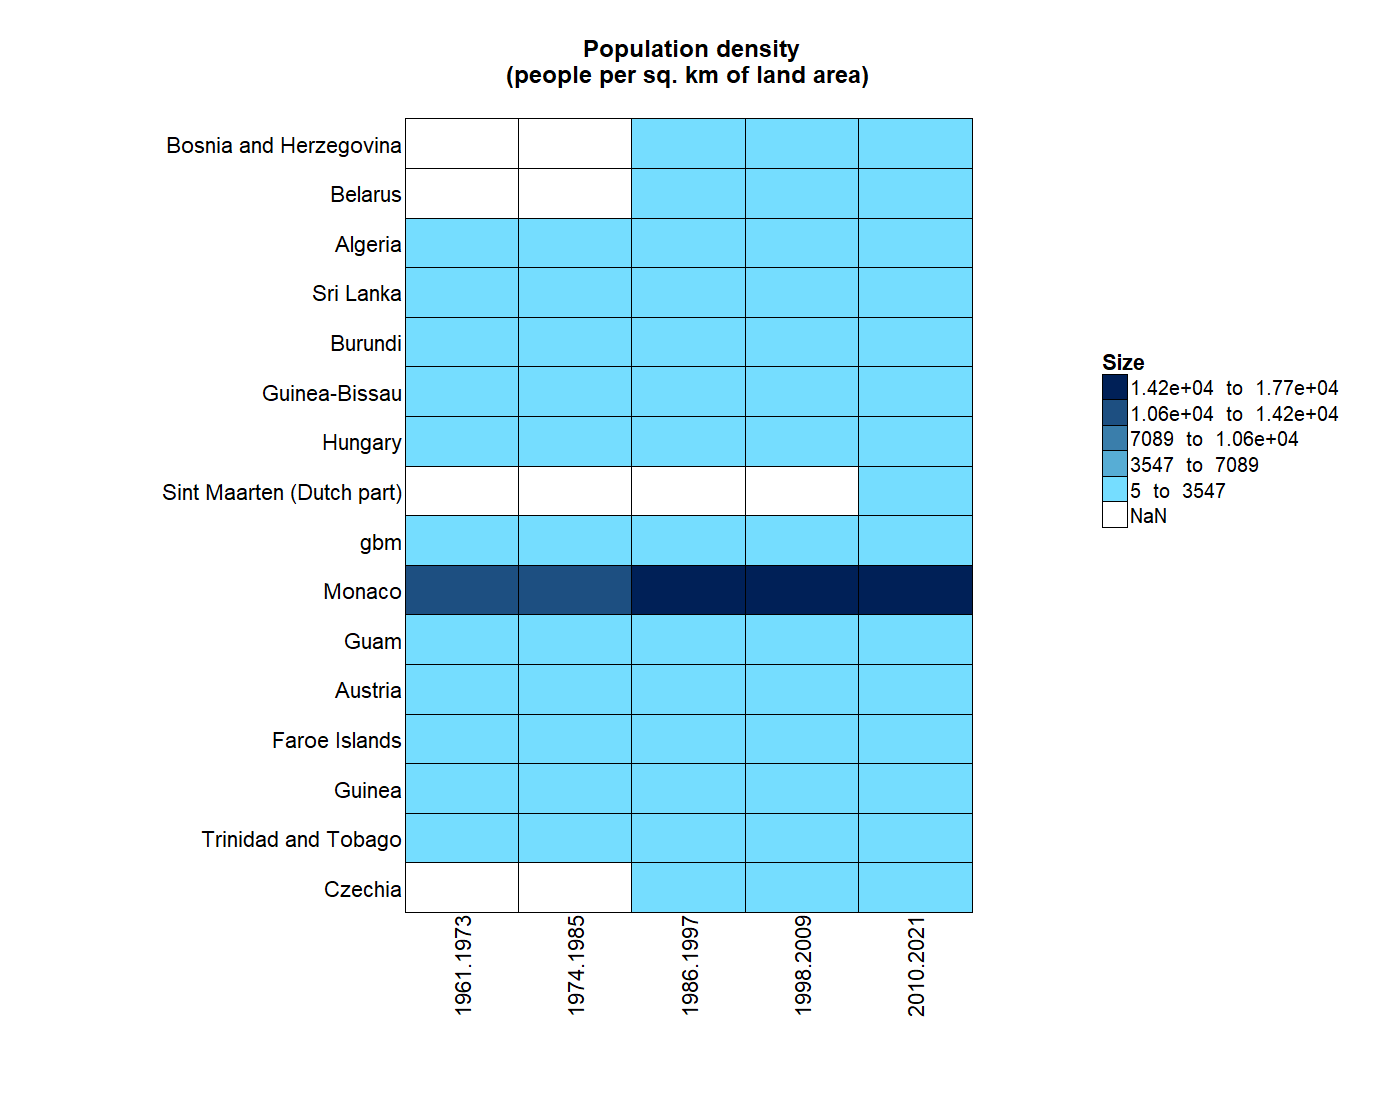 Population density
(people per sq. km of land area)
Bosnia and Herzegovina
Belarus
Algeria
Sri Lanka
Burundi
Guinea-Bissau
Hungary
Sint Maarten (Dutch part)
gbm
Monaco
Guam
Austria
Faroe Islands
Guinea
Trinidad and Tobago
Czechia
1961.1973
1974.1985
1986.1997
1998.2009
2010.2021
Size
1.42e+04 to 1.77e+04
1.06e+04 to 1.42e+04
7089 to 1.06e+04
3547 to 7089
5 to 3547
NaN